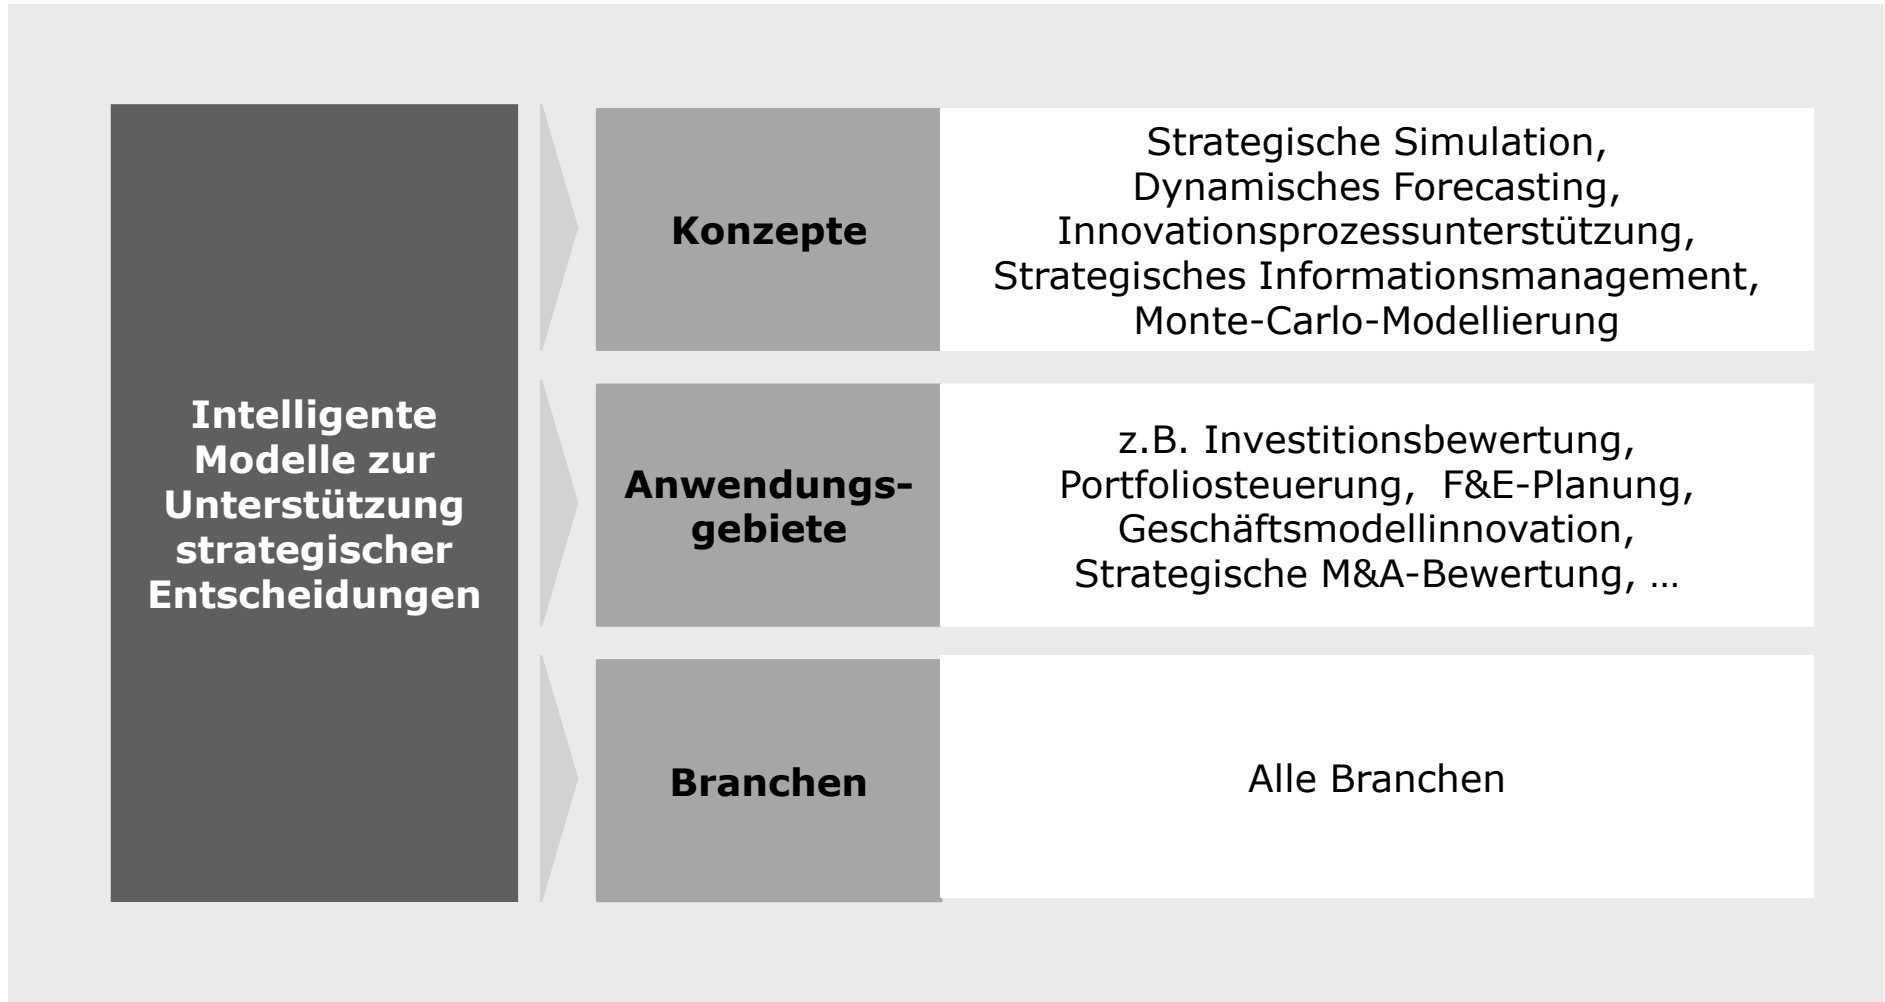 Intelligente
Modelle zur
Unterstützung
strategischer
Entscheidungen
Konzepte
Strategische Simulation,
Dynamisches Forecasting,
Innovationsprozessunterstützung,
Strategisches Informationsmanagement,
Monte-Carlo-Modellierung
Anwendungs-
gebiete
z.B. Investitionsbewertung,
Portfoliosteuerung,  F&E-Planung,
Geschäftsmodellinnovation,
Strategische M&A-Bewertung, …
Branchen
Alle Branchen